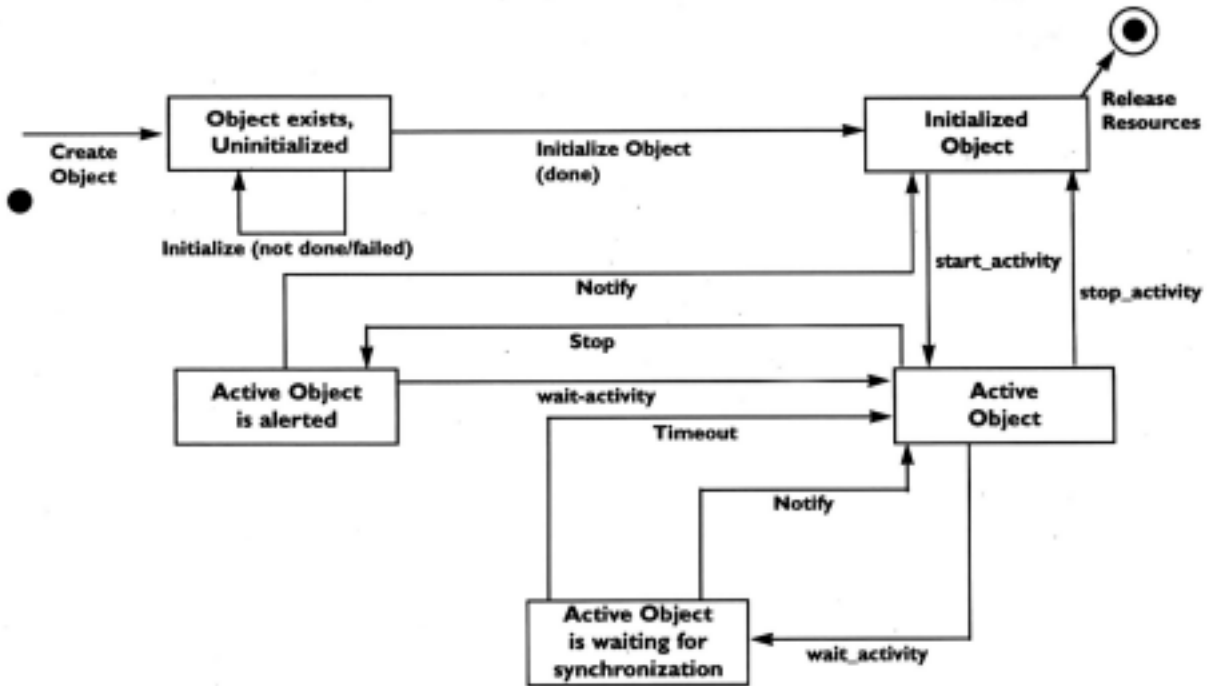 Release
Resources
Object exists,
Uninitialized
Initialized
Object
Create
Object
Initialize Object
(done)
Initialize (not done/failed)
start_activity
Notify
stop_activity
Stop
Active Object
is alerted
wait-activity
Active
Object
Timeout
Notify
Active Object
is waiting for
synchronization
wait_activity